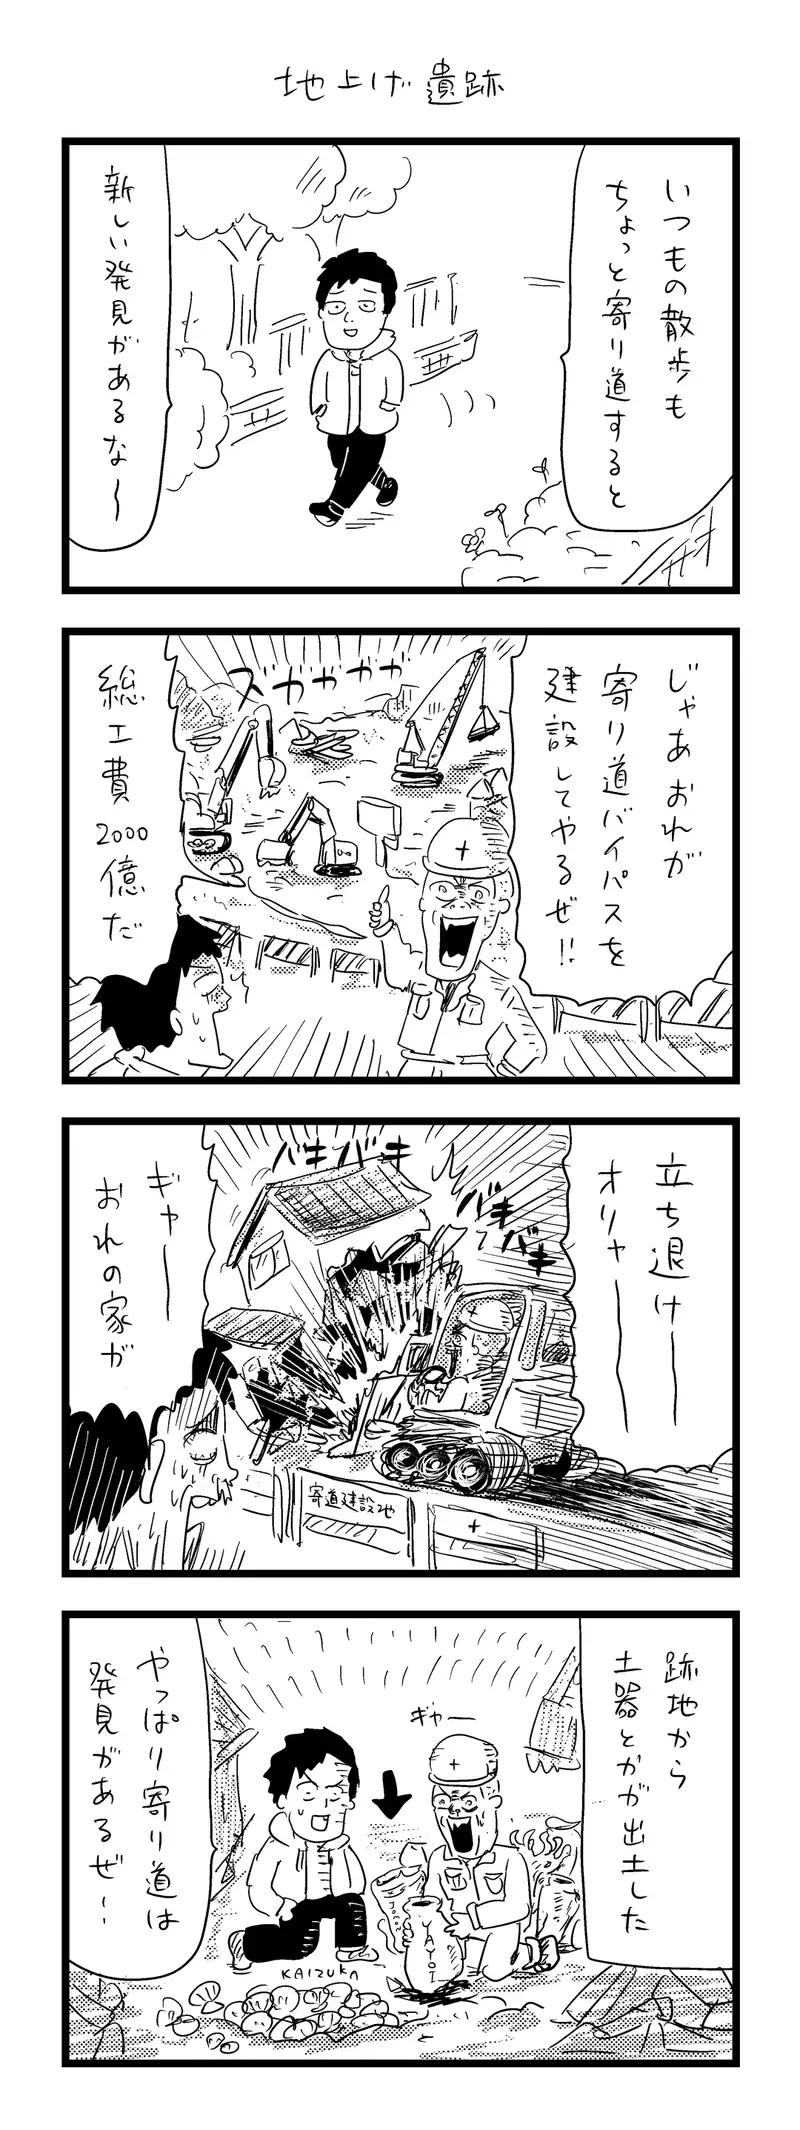 地上げ遺跡
いつもの散歩も
ちょっと寄り道すると
新しい発見があるな〜
じゃあおれが
寄り道バイパスを
建設してやるぜ!!
ズガガガガ
総工費
2000
億だ
立ち退けー
オリャー
バキバキ
バキバキ
ギャー
おれの家が
寄道建設地
跡地から
土器とかが出土した
ギャー
JOMON
YAYOI
KAIZUKA
やっぱり寄り道は
発見があるぜ!